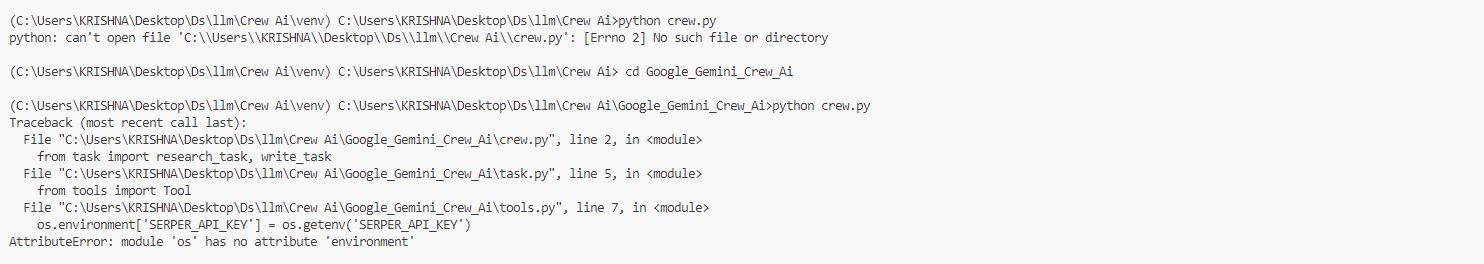 (C:\Users\KRISHNA\Desktop\Ds\llm\Crew Ai\venv) C:\Users\KRISHNA\Desktop\Ds\llm\Crew Ai>python crew.py
python: can't open file 'C:\\Users\\KRISHNA\\Desktop\\Ds\\llm\\Crew Ai\\crew.py': [Errno 2] No such file or directory
(C:\Users\KRISHNA\Desktop\Ds\llm\Crew Ai\venv) C:\Users\KRISHNA\Desktop\Ds\llm\Crew Ai> cd Google_Gemini_Crew_Ai
(C:\Users\KRISHNA\Desktop\Ds\llm\Crew Ai\venv) C:\Users\KRISHNA\Desktop\Ds\llm\Crew Ai\Google_Gemini_Crew_Ai>python crew.py
Traceback (most recent call last):
  File "C:\Users\KRISHNA\Desktop\Ds\llm\Crew Ai\Google_Gemini_Crew_Ai\crew.py", line 2, in <module>
    from task import research_task, write_task
  File "C:\Users\KRISHNA\Desktop\Ds\llm\Crew Ai\Google_Gemini_Crew_Ai\task.py", line 5, in <module>
    from tools import Tool
  File "C:\Users\KRISHNA\Desktop\Ds\llm\Crew Ai\Google_Gemini_Crew_Ai\tools.py", line 7, in <module>
    os.environment['SERPER_API_KEY'] = os.getenv('SERPER_API_KEY')
AttributeError: module 'os' has no attribute 'environment'